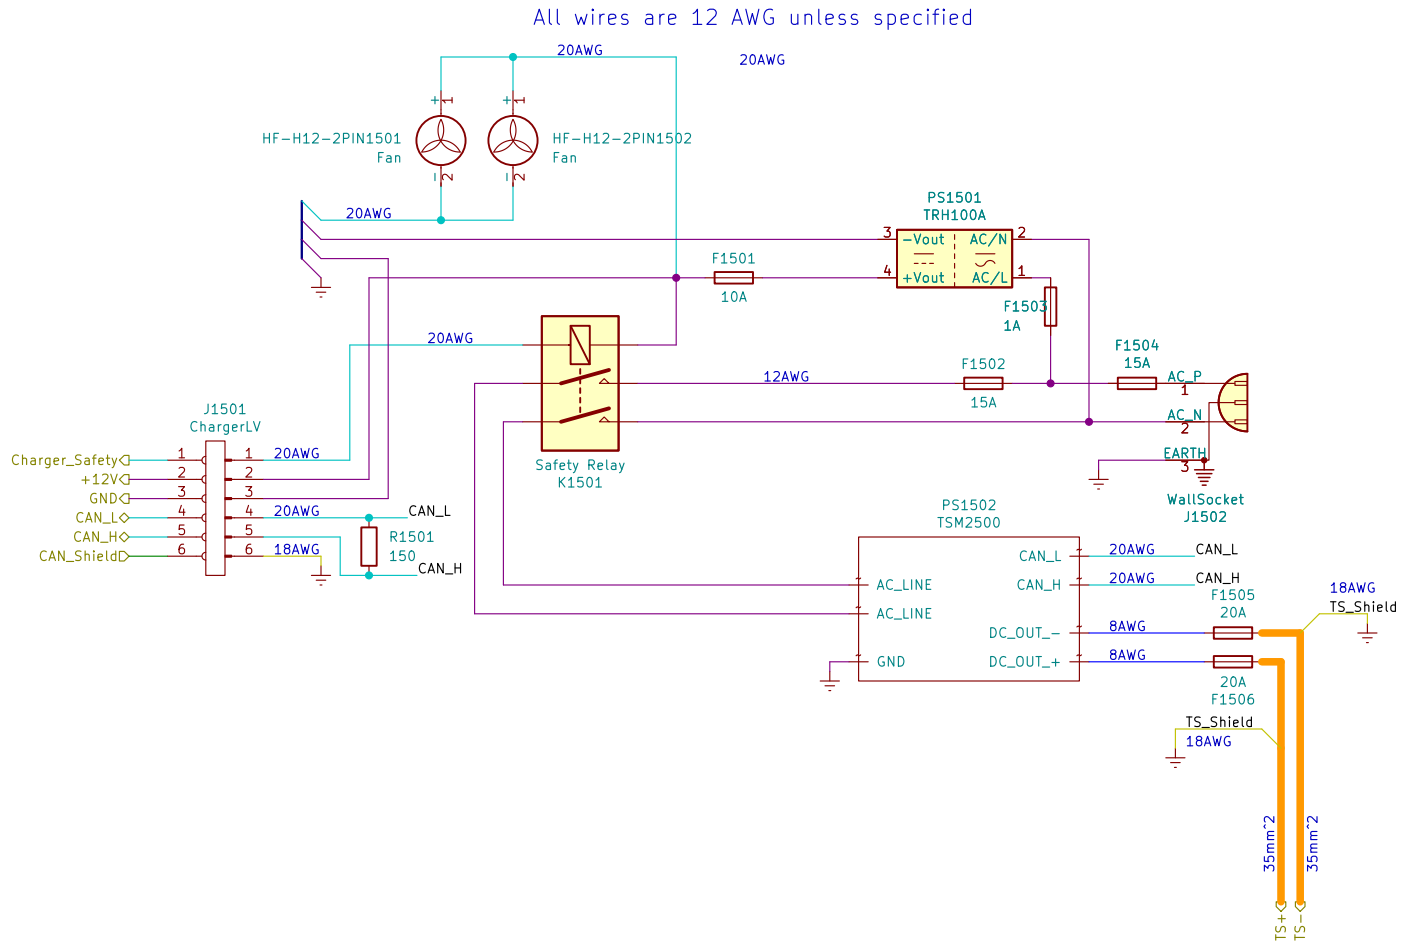 All wires are 12 AWG unless specified
20AWG
20AWG
+ 1
+ 1
HF-H12-2PIN1501
Fan
HF-H12-2PIN1502
Fan
- 2
- 2
20AWG
PS1501
TRH100A
3 -Vout AC/N 2
4 +Vout AC/L 1
F1501
10A
F1503
1A
20AWG
F1504
15A
F1502
15A
12AWG
AC_P
1
AC_N
2
EARTH
3
WallSocket
J1502
Safety Relay
K1501
J1501
ChargerLV
Charger_Safety 1 1 20AWG
+12V 2 2
GND 3 3
CAN_L 4 4 20AWG CAN_L
CAN_H 5 5
CAN_Shield 6 6 18AWG
R1501
150
CAN_H
PS1502
TSM2500
CAN_L 20AWG CAN_L
AC_LINE CAN_H 20AWG CAN_H
AC_LINE
DC_OUT_- 8AWG
GND DC_OUT_+ 8AWG
F1505
20A
20A
F1506
18AWG
TS_Shield
TS_Shield
18AWG
35mm^2
35mm^2
TS+
TS-